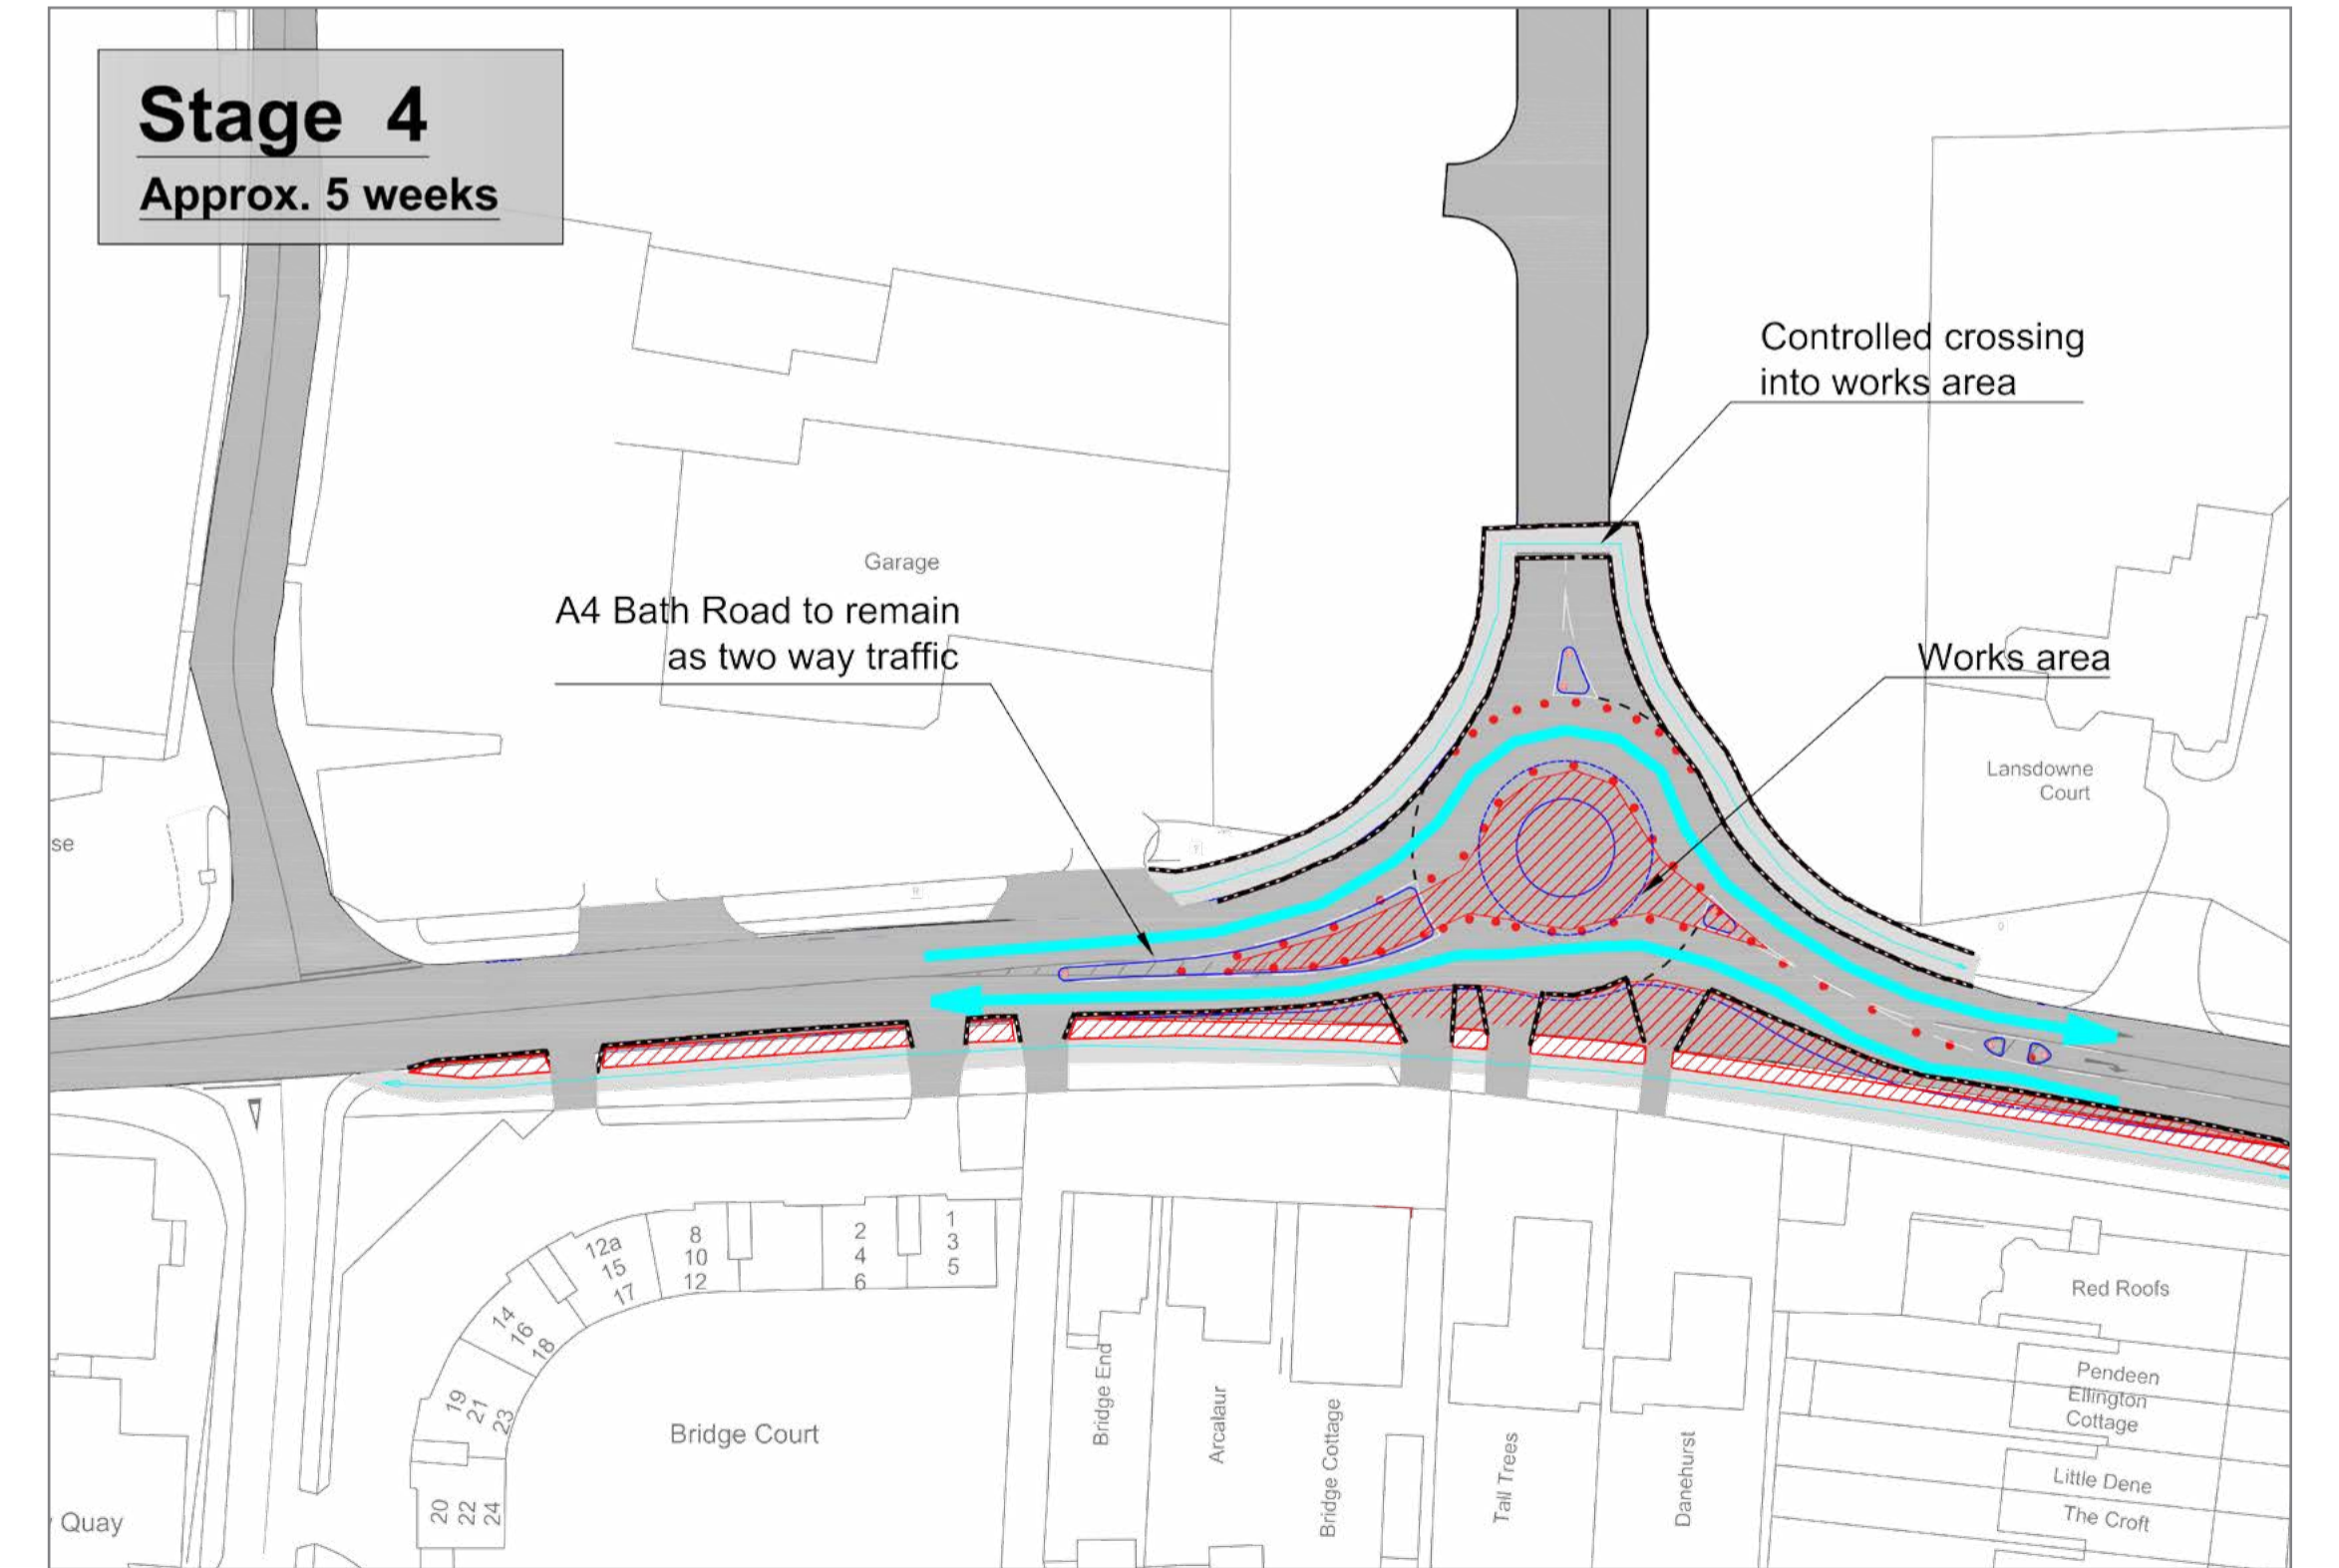 Stage 4
Approx. 5 weeks
Controlled crossing
into works area
Garage
A4 Bath Road to remain
as two way traffic
Works area
Lansdowne
Court
se
1
3
5
2
4
6
8
10
12
12a
15
17
14
16
18
19
21
23
20
22
24
Bridge Court
Bridge End
Arcalaur
Bridge Cottage
Tall Trees
Danehurst
Red Roofs
Pendeen
Ellington
Cottage
Little Dene
The Croft
Quay